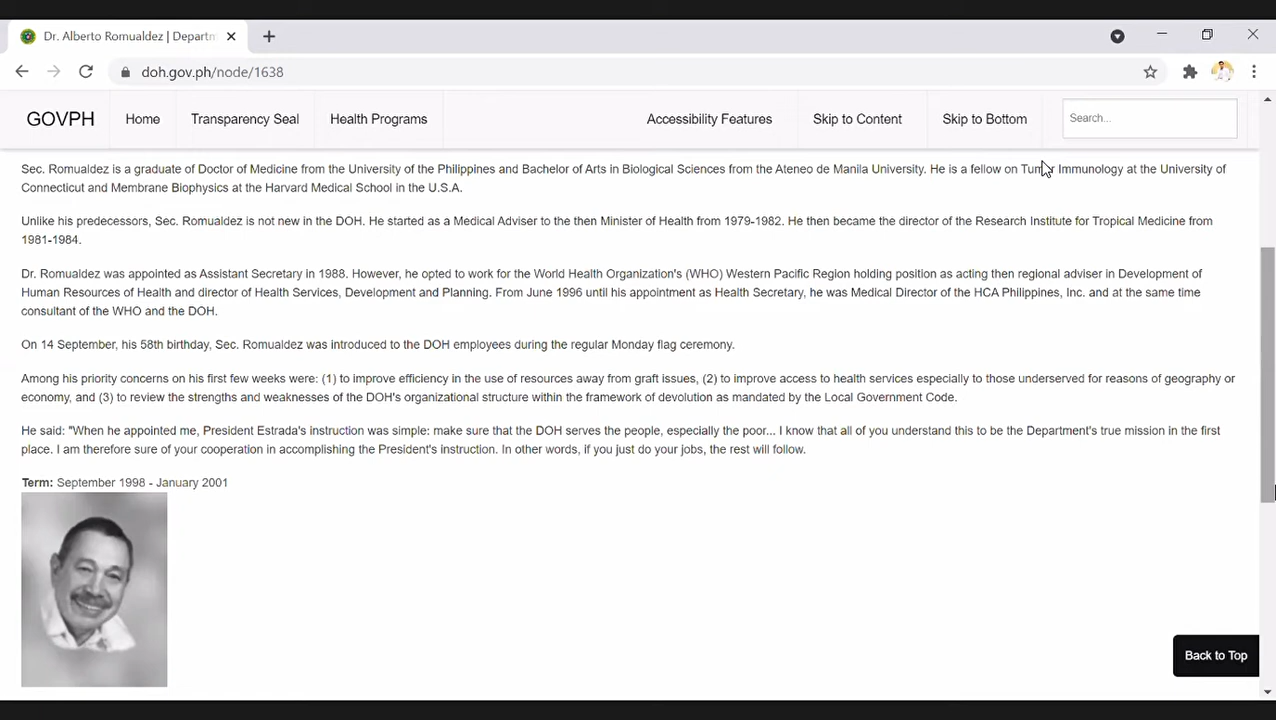 Dr. Alberto Romualdez | Departm
doh.gov.ph/node/1638
GOVPH Home Transparency Seal Health Programs Accessibility Features Skip to Content Skip to Bottom Search...
Sec. Romualdez is a graduate of Doctor of Medicine from the University of the Philippines and Bachelor of Arts in Biological Sciences from the Ateneo de Manila University. He is a fellow on Tumor Immunology at the University of
Connecticut and Membrane Biophysics at the Harvard Medical School in the U.S.A.
Unlike his predecessors, Sec. Romualdez is not new in the DOH. He started as a Medical Adviser to the then Minister of Health from 1979-1982. He then became the director of the Research Institute for Tropical Medicine from
1981-1984.
Dr. Romualdez was appointed as Assistant Secretary in 1988. However, he opted to work for the World Health Organization's (WHO) Western Pacific Region holding position as acting then regional adviser in Development of
Human Resources of Health and director of Health Services, Development and Planning. From June 1996 until his appointment as Health Secretary, he was Medical Director of the HCA Philippines, Inc. and at the same time
consultant of the WHO and the DOH.
On 14 September, his 58th birthday, Sec. Romualdez was introduced to the DOH employees during the regular Monday flag ceremony.
Among his priority concerns on his first few weeks were: (1) to improve efficiency in the use of resources away from graft issues, (2) to improve access to health services especially to those underserved for reasons of geography or
economy, and (3) to review the strengths and weaknesses of the DOH's organizational structure within the framework of devolution as mandated by the Local Government Code.
He said: "When he appointed me, President Estrada's instruction was simple: make sure that the DOH serves the people, especially the poor... I know that all of you understand this to be the Department's true mission in the first
place. I am therefore sure of your cooperation in accomplishing the President's instruction. In other words, if you just do your jobs, the rest will follow.
Term: September 1998 - January 2001
Back to Top